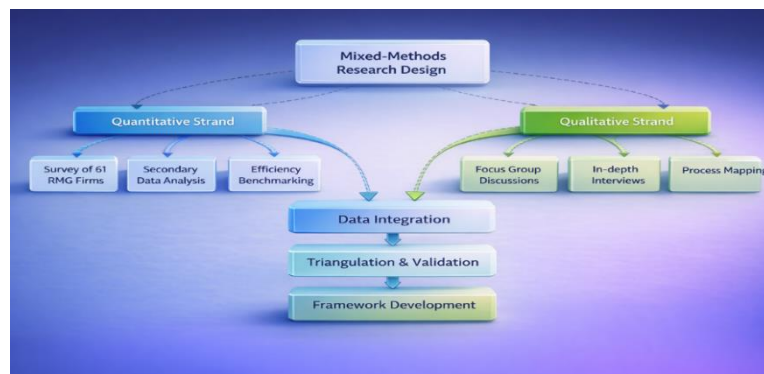 Mixed-Methods
Research Design
Quantitative Strand
Qualitative Strand
Survey of 61
RMG Firms
Secondary
Data Analysis
Efficiency
Benchmarking
Focus Group
Discussions
In-depth
Interviews
Process Mapping
Data Integration
Triangulation & Validation
Framework Development